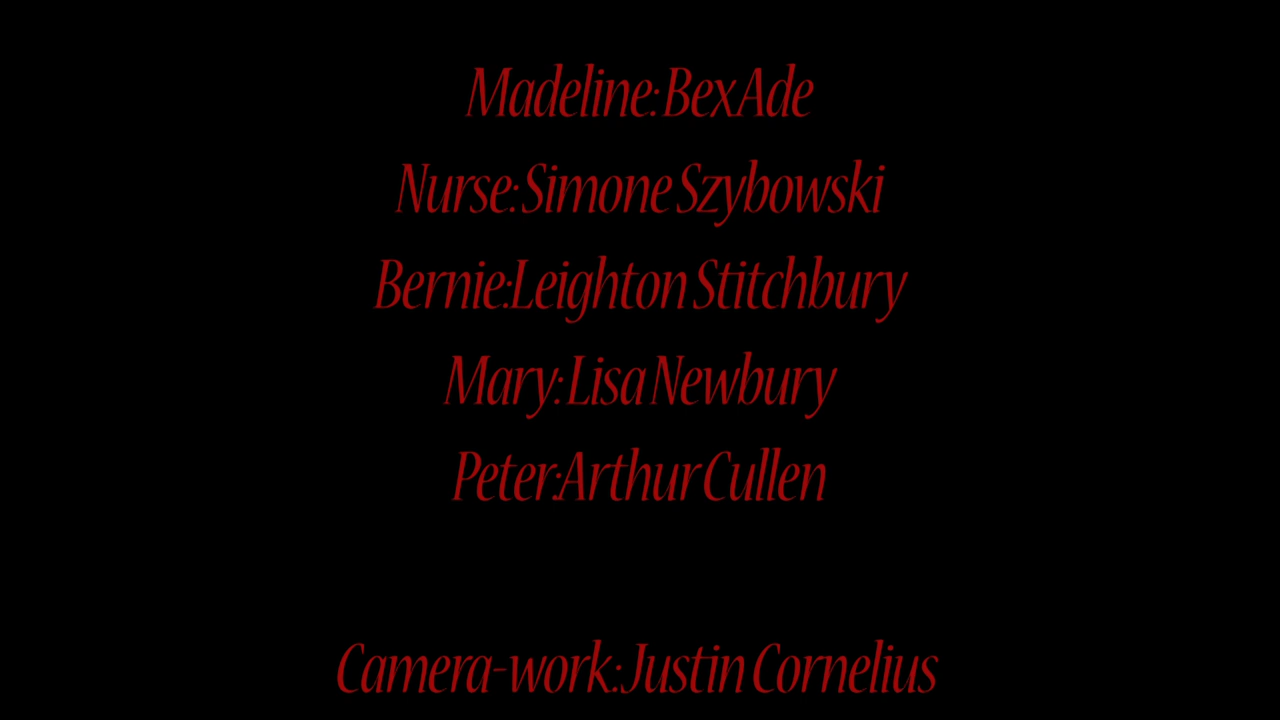 Madeline: Bex Ade
Nurse: Simone Szybowski
Bernie:Leighton Stitchbury
Mary: Lisa Newbury
Peter:Arthur Cullen
Camera-work: Justin Cornelius